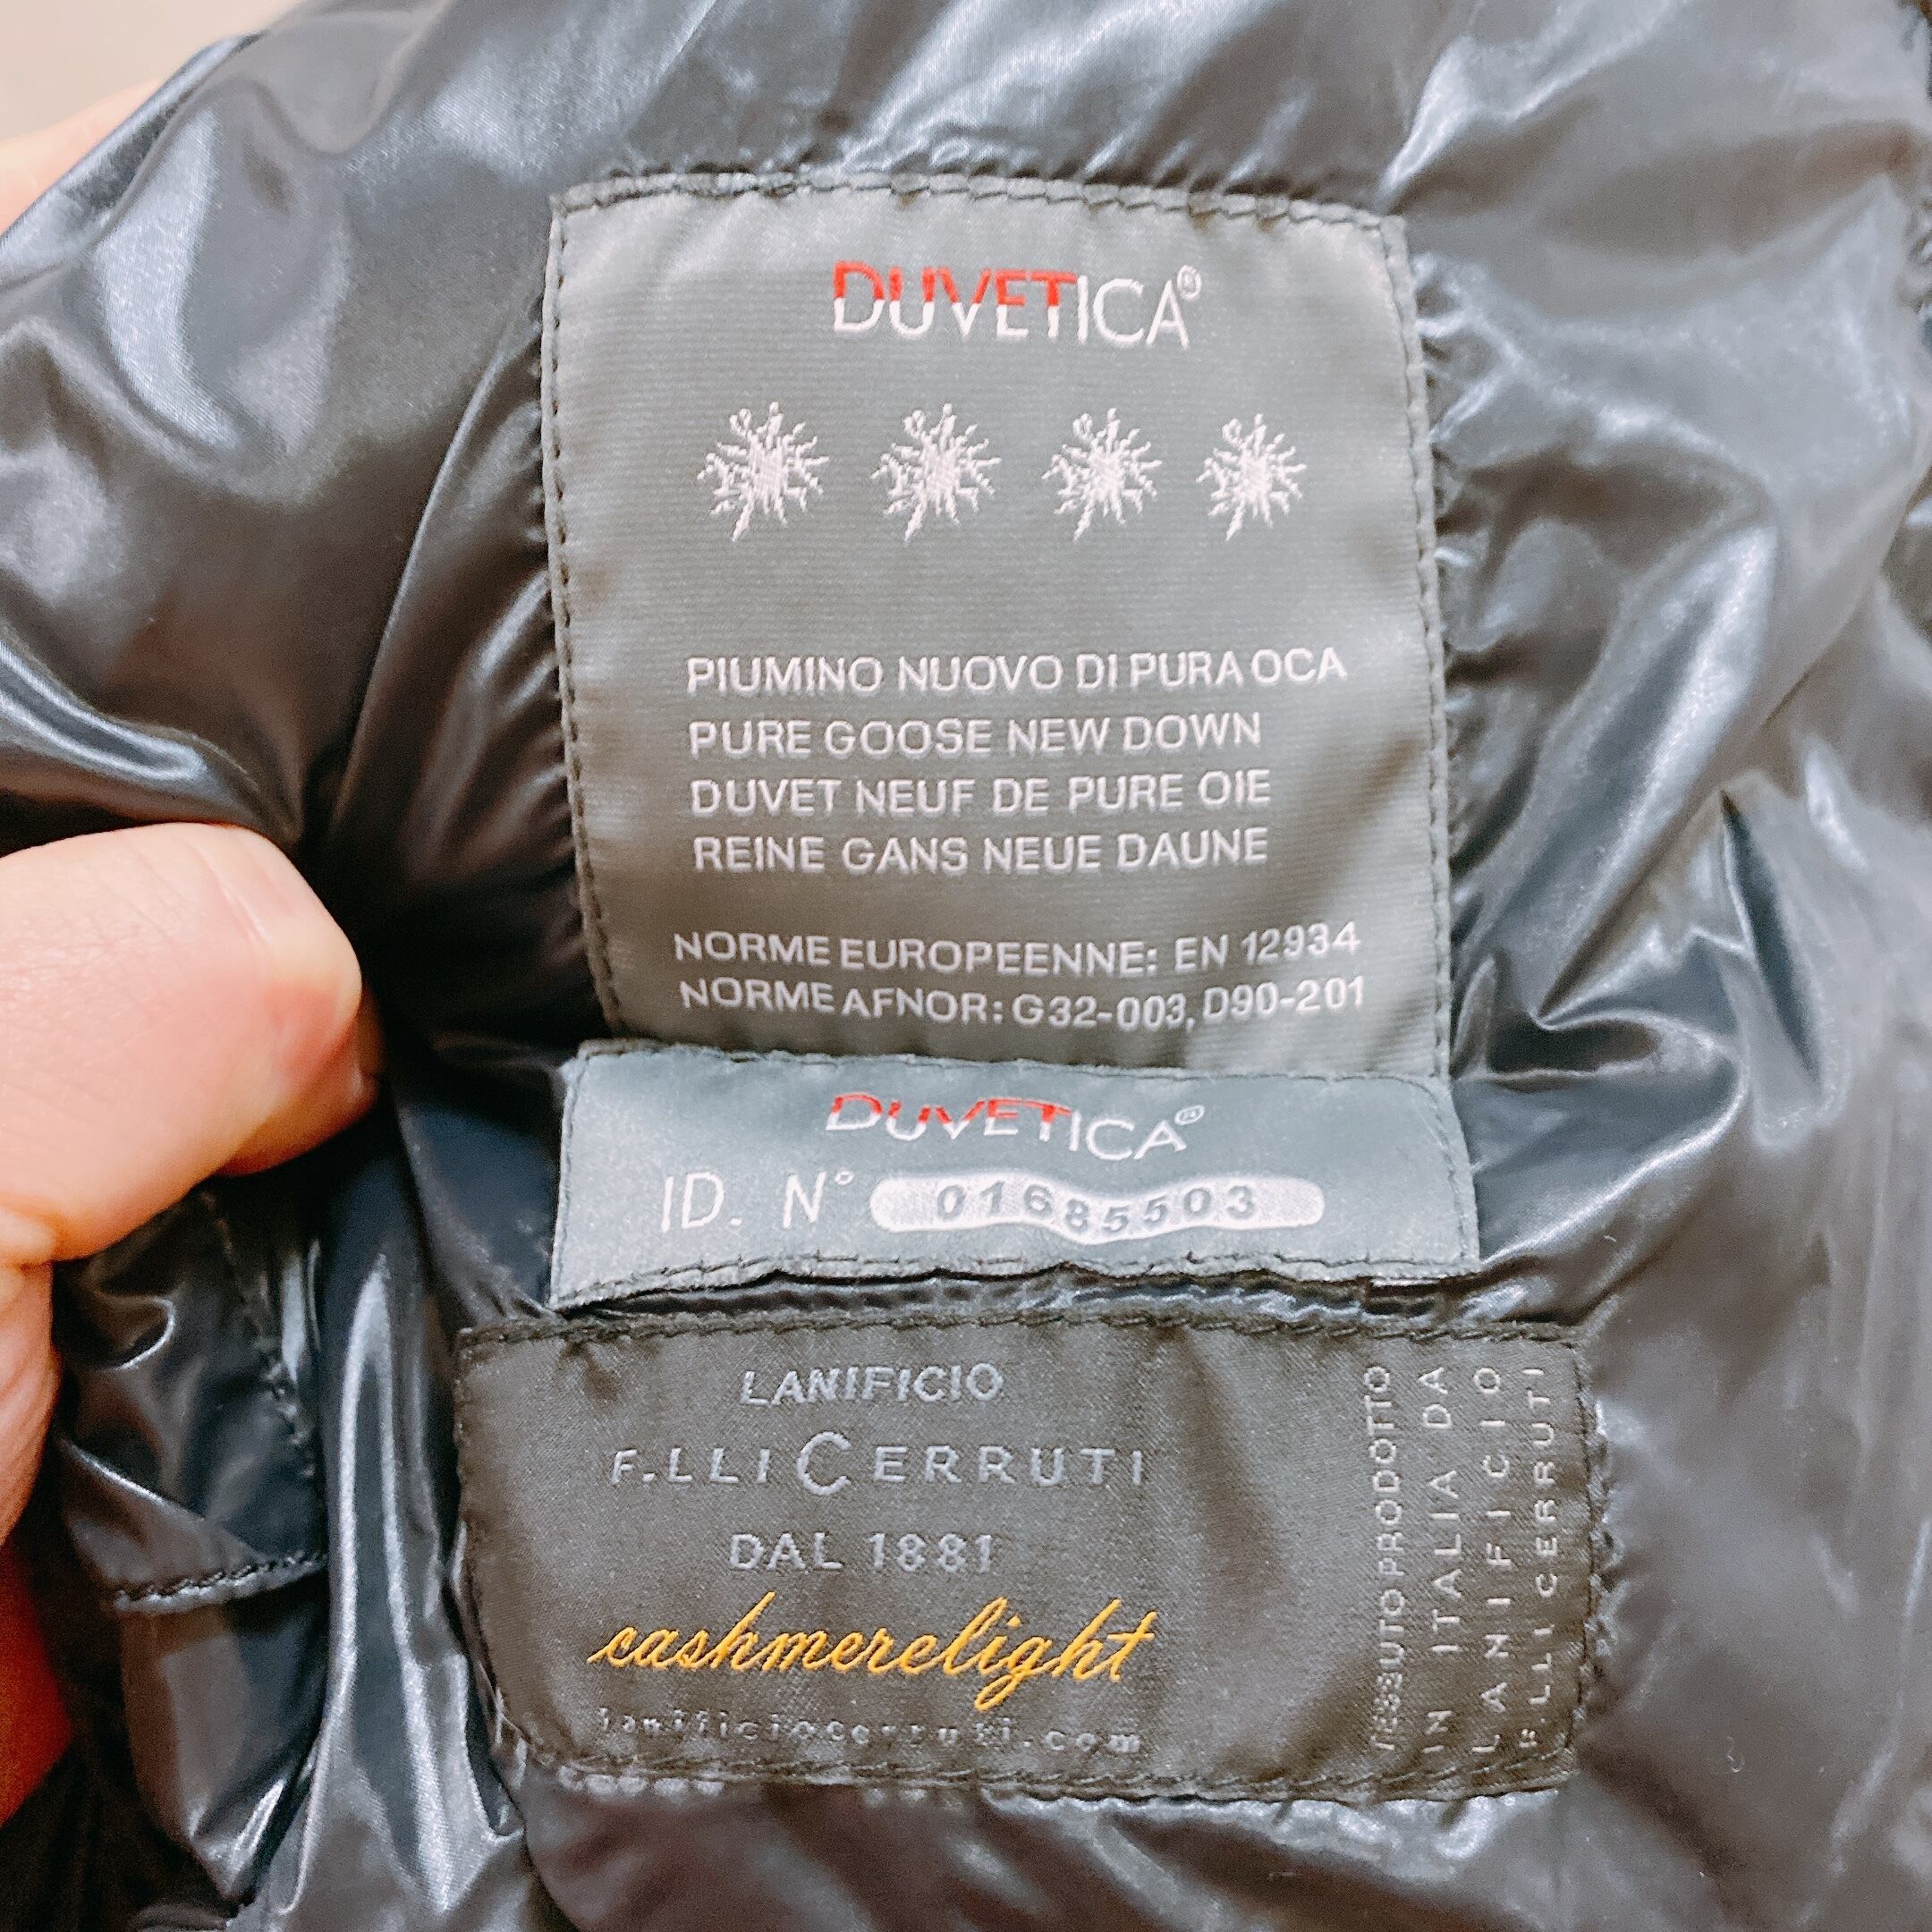 DUVETICA®
PIUMINO NUOVO DI PURA OCA
PURE GOOSE NEW DOWN
DUVET NEUF DE PURE OIE
REINE GANS NEUE DAUNE
NORME EUROPEENNE: EN 12934
NORME AFNOR: G32-003, D90-201
DUVETICA®
ID. N° 01685503
LANIFICIO
F.LLI CERRUTI
DAL 1881
cashmerelight
lanificiocerruti.com
TESSUTO PRODOTTO
IN ITALIA DA
LANIFICIO
F.LLI CERRUTI